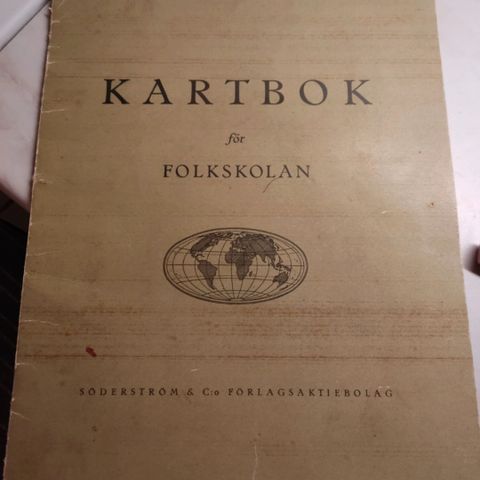 KARTBOK
för
FOLKSKOLAN
SÖDERSTRÖM & C:o FÖRLAGSAKTIEBOLAG